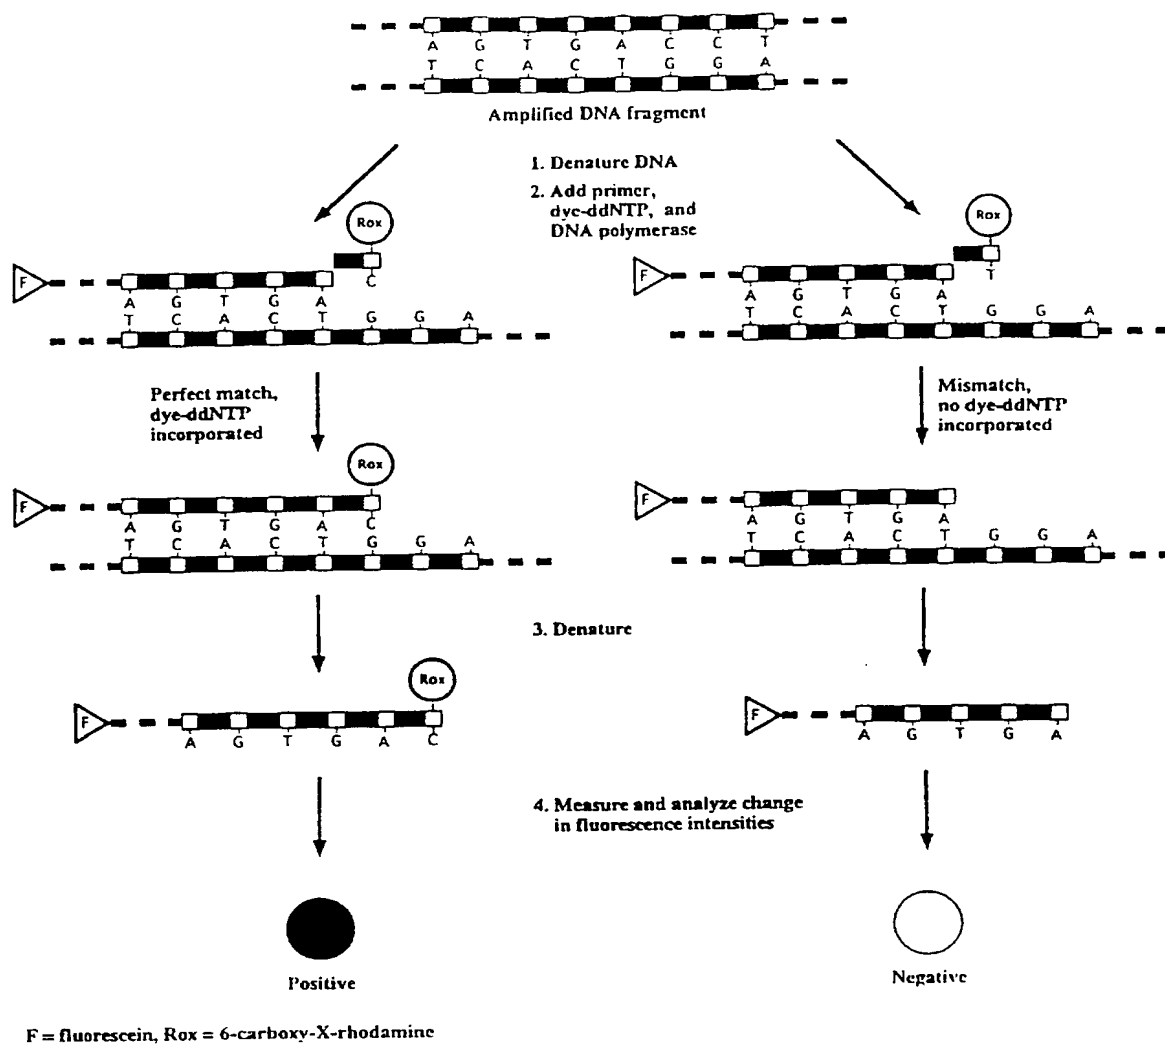 A G T G A C C T
T C A C T G G A
Amplified DNA fragment
1. Denature DNA
2. Add primer,
dye-ddNTP, and
DNA polymerase
Rox
Rox
F
C
A G T G A
T C A C T G G A
F
T
A G T G A
T C A C T G G A
Perfect match,
dye-ddNTP
incorporated
Mismatch,
no dye-ddNTP
incorporated
Rox
F
A G T G A C
T C A C T G G A
F
A G T G A
T C A C T G G A
3. Denature
Rox
F
A G T G A C
F
A G T G A
4. Measure and analyze change
in fluorescence intensities
Positive
Negative
F = fluorescein, Rox = 6-carboxy-X-rhodamine